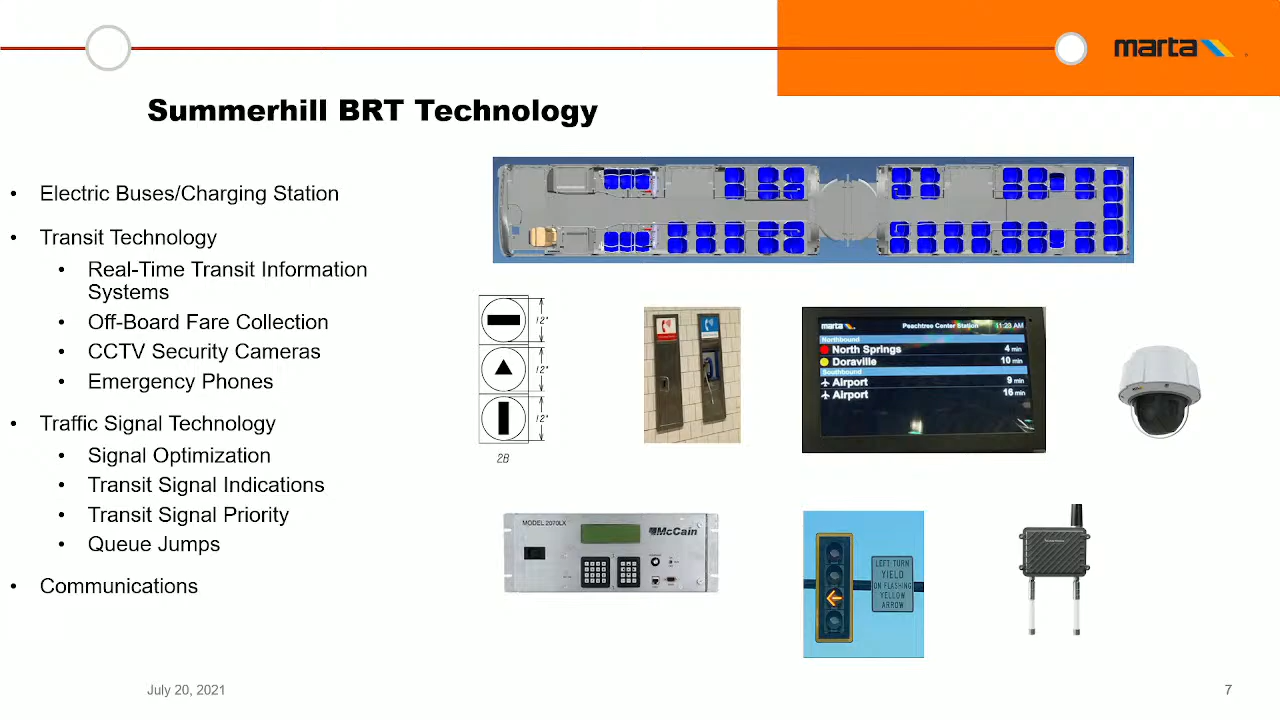 marta
Summerhill BRT Technology
• Electric Buses/Charging Station
• Transit Technology
• Real-Time Transit Information
Systems
• Off-Board Fare Collection
• CCTV Security Cameras
• Emergency Phones
• Traffic Signal Technology
• Signal Optimization
• Transit Signal Indications
• Transit Signal Priority
• Queue Jumps
• Communications
12"
12"
12"
2B
marta Peachtree Center Station 11:23 AM
Northbound
North Springs 4 min
Doraville 10 min
Southbound
Airport 9 min
Airport 16 min
MODEL 2070LX
McCain
LEFT TURN
YIELD
ON FLASHING
YELLOW
ARROW
July 20, 2021
7